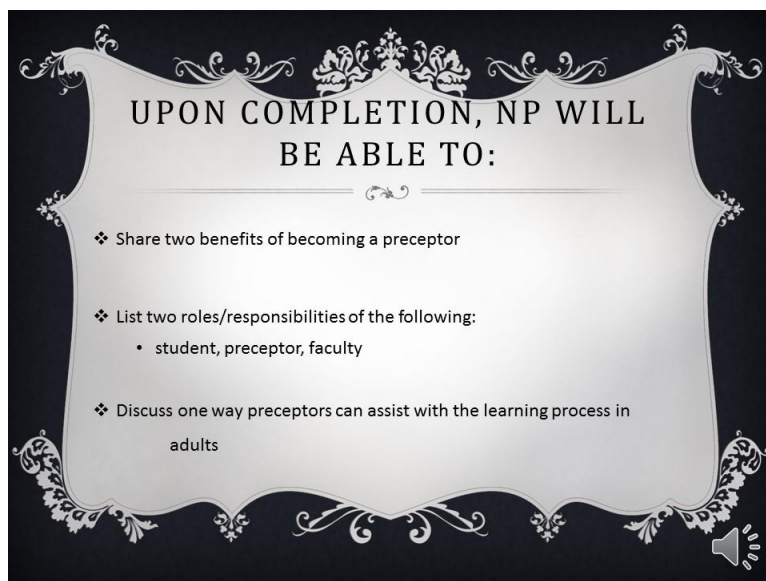 UPON COMPLETION, NP WILL
BE ABLE TO:
❖ Share two benefits of becoming a preceptor
❖ List two roles/responsibilities of the following:
• student, preceptor, faculty
❖ Discuss one way preceptors can assist with the learning process in
adults